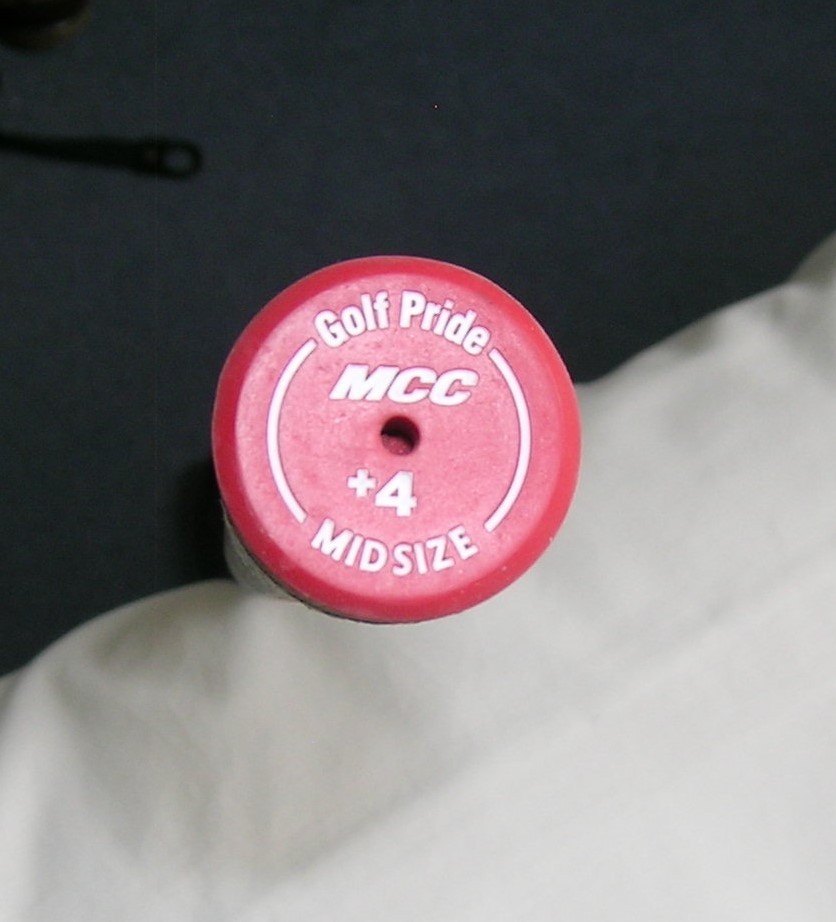 Golf Pride
MCC
+4
MIDSIZE